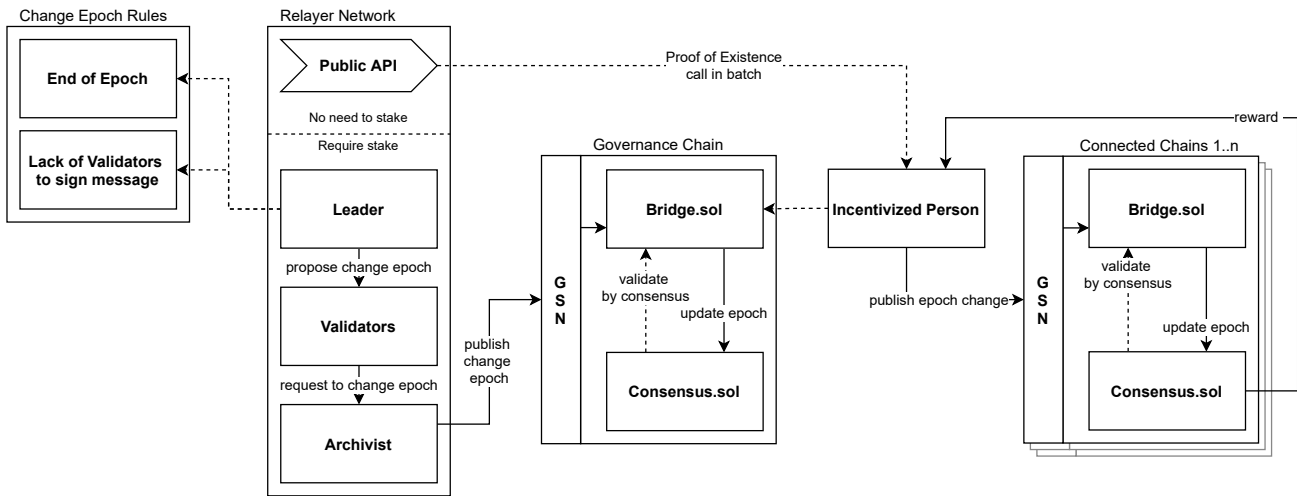 Change Epoch Rules
End of Epoch
Lack of Validators
to sign message
Relayer Network
Public API
No need to stake
Require stake
Leader
propose change epoch
Validators
request to change epoch
Archivist
publish
change
epoch
Proof of Existence
call in batch
Governance Chain
G
S
N
Bridge.sol
validate
by consensus
update epoch
Consensus.sol
Incentivized Person
publish epoch change
reward
Connected Chains 1..n
G
S
N
Bridge.sol
validate
by consensus
update epoch
Consensus.sol